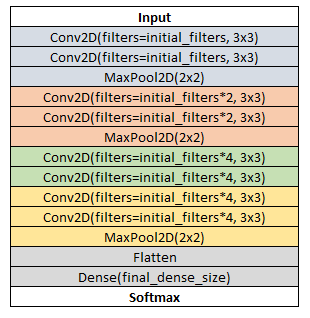 Input
Conv2D(filters=initial_filters, 3x3)
Conv2D(filters=initial_filters, 3x3)
MaxPool2D(2x2)
Conv2D(filters=initial_filters*2, 3x3)
Conv2D(filters=initial_filters*2, 3x3)
MaxPool2D(2x2)
Conv2D(filters=initial_filters*4, 3x3)
Conv2D(filters=initial_filters*4, 3x3)
Conv2D(filters=initial_filters*4, 3x3)
Conv2D(filters=initial_filters*4, 3x3)
MaxPool2D(2x2)
Flatten
Dense(final_dense_size)
Softmax